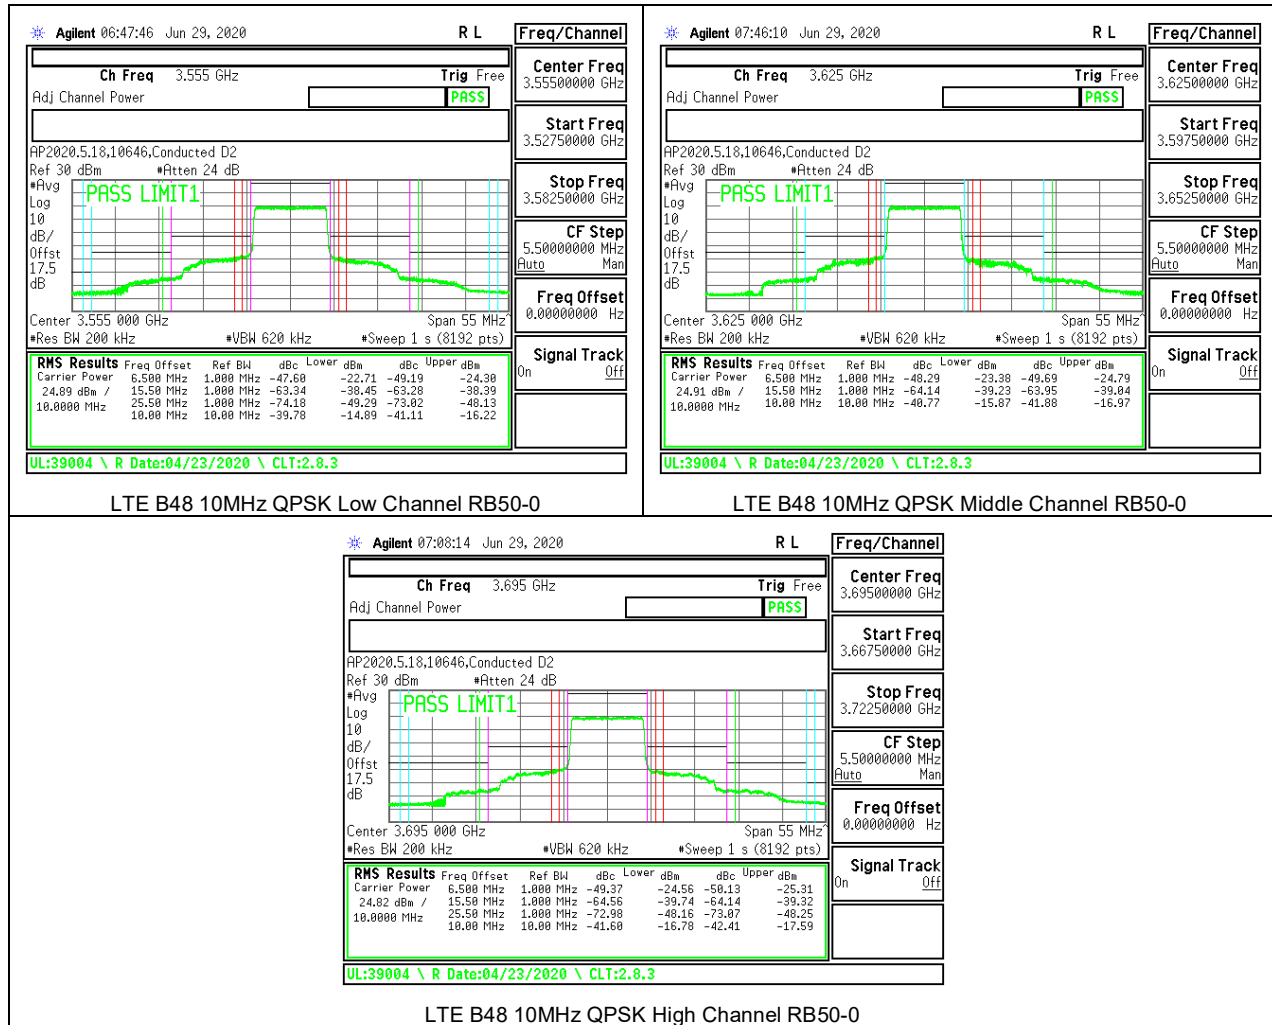 Agilent 06:47:46 Jun 29, 2020 R L Freq/Channel
Ch Freq 3.555 GHz Trig Free
Adj Channel Power PASS
Center Freq
3.55500000 GHz
Start Freq
3.52750000 GHz
AP2020.5.18,10646,Conducted D2
Ref 30 dBm #Atten 24 dB
#Avg
Log
10
dB/
Offst
17.5
dB
PASS LIMIT1
Stop Freq
3.58250000 GHz
CF Step
5.50000000 MHz
Auto Man
Freq Offset
0.00000000 Hz
Center 3.555 000 GHz Span 55 MHz^
#Res BW 200 kHz #VBW 620 kHz #Sweep 1 s (8192 pts)
Signal Track
On Off
RMS Results Freq Offset Ref BW dBc Lower dBm dBc Upper dBm
Carrier Power 6.500 MHz 1.000 MHz -47.60 -22.71 -49.19 -24.30
24.89 dBm / 15.50 MHz 1.000 MHz -63.34 -38.45 -63.28 -38.39
10.0000 MHz 25.50 MHz 1.000 MHz -74.18 -49.29 -73.02 -48.13
10.00 MHz 10.00 MHz -39.78 -14.89 -41.11 -16.22
UL:39004 \ R Date:04/23/2020 \ CLT:2.8.3
LTE B48 10MHz QPSK Low Channel RB50-0
Agilent 07:46:10 Jun 29, 2020 R L Freq/Channel
Ch Freq 3.625 GHz Trig Free
Adj Channel Power PASS
Center Freq
3.62500000 GHz
Start Freq
3.59750000 GHz
AP2020.5.18,10646,Conducted D2
Ref 30 dBm #Atten 24 dB
#Avg
Log
10
dB/
Offst
17.5
dB
PASS LIMIT1
Stop Freq
3.65250000 GHz
CF Step
5.50000000 MHz
Auto Man
Freq Offset
0.00000000 Hz
Center 3.625 000 GHz Span 55 MHz^
#Res BW 200 kHz #VBW 620 kHz #Sweep 1 s (8192 pts)
Signal Track
On Off
RMS Results Freq Offset Ref BW dBc Lower dBm dBc Upper dBm
Carrier Power 6.500 MHz 1.000 MHz -48.29 -23.38 -49.69 -24.79
24.91 dBm / 15.50 MHz 1.000 MHz -64.14 -39.23 -63.95 -39.04
10.0000 MHz 10.00 MHz 10.00 MHz -40.77 -15.87 -41.88 -16.97
UL:39004 \ R Date:04/23/2020 \ CLT:2.8.3
LTE B48 10MHz QPSK Middle Channel RB50-0
Agilent 07:08:14 Jun 29, 2020 R L Freq/Channel
Ch Freq 3.695 GHz Trig Free
Adj Channel Power PASS
Center Freq
3.69500000 GHz
Start Freq
3.66750000 GHz
AP2020.5.18,10646,Conducted D2
Ref 30 dBm #Atten 24 dB
#Avg
Log
10
dB/
Offst
17.5
dB
PASS LIMIT1
Stop Freq
3.72250000 GHz
CF Step
5.50000000 MHz
Auto Man
Freq Offset
0.00000000 Hz
Center 3.695 000 GHz Span 55 MHz^
#Res BW 200 kHz #VBW 620 kHz #Sweep 1 s (8192 pts)
Signal Track
On Off
RMS Results Freq Offset Ref BW dBc Lower dBm dBc Upper dBm
Carrier Power 6.500 MHz 1.000 MHz -49.37 -24.56 -50.13 -25.31
24.82 dBm / 15.50 MHz 1.000 MHz -64.56 -39.74 -64.14 -39.32
10.0000 MHz 25.50 MHz 1.000 MHz -72.98 -48.16 -73.07 -48.25
10.00 MHz 10.00 MHz -41.60 -16.78 -42.41 -17.59
UL:39004 \ R Date:04/23/2020 \ CLT:2.8.3
LTE B48 10MHz QPSK High Channel RB50-0